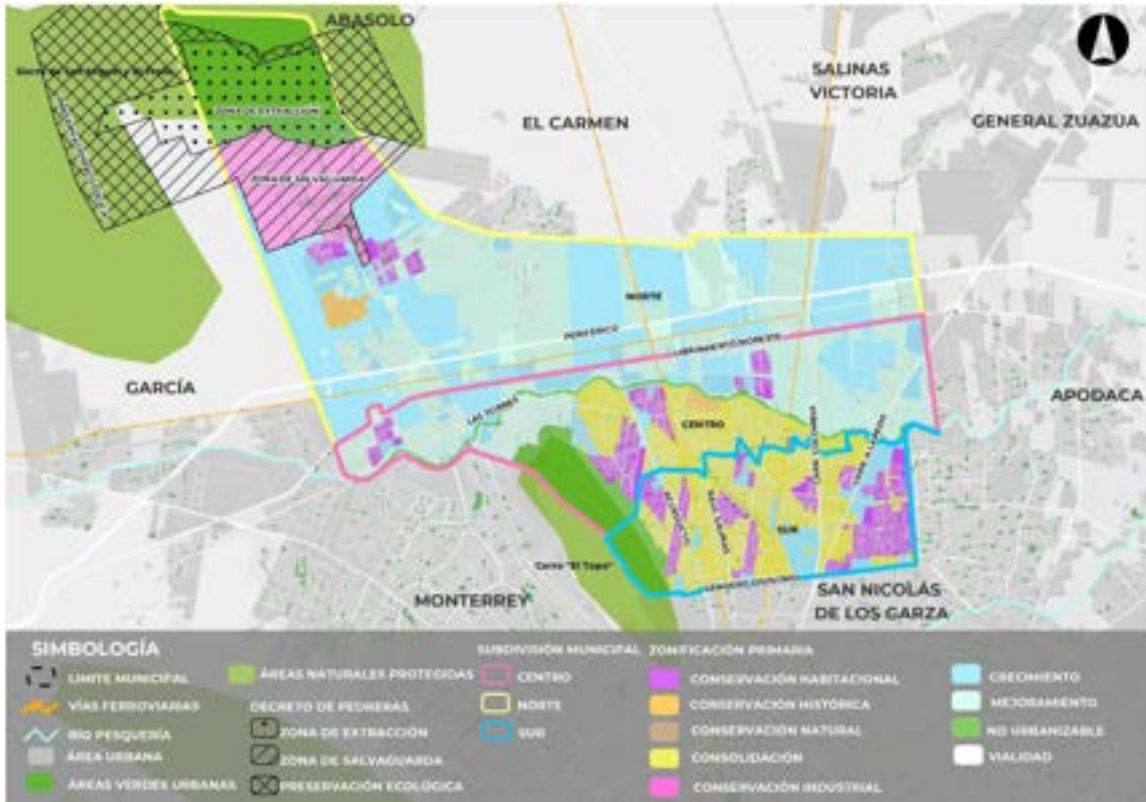 ABASOLO
SALINAS
VICTORIA
GENERAL ZUAZUA
EL CARMEN
ZONA DE EXTRACCIÓN
ZONA DE SALVAGUARDA
NORTE
PERIFÉRICO
LIBRAMIENTO NOROESTE
GARCÍA
APODACA
LAS TORRES
CENTRO
SUR
Cerro "El Topo"
MONTERREY
SAN NICOLÁS
DE LOS GARZA
SIMBOLOGÍA
LIMITE MUNICIPAL
VÍAS FERROVIARIAS
RÍO PESQUERÍA
ÁREA URBANA
ÁREAS VERDES URBANAS
ÁREAS NATURALES PROTEGIDAS
DECRETO DE PEDRERAS
ZONA DE EXTRACCIÓN
ZONA DE SALVAGUARDA
PRESERVACIÓN ECOLÓGICA
SUBDIVISIÓN MUNICIPAL
CENTRO
NORTE
SUR
ZONIFICACIÓN PRIMARIA
CONSERVACIÓN HABITACIONAL
CONSERVACIÓN HISTÓRICA
CONSERVACIÓN NATURAL
CONSOLIDACIÓN
CONSERVACIÓN INDUSTRIAL
CRECIMIENTO
MEJORAMIENTO
NO URBANIZABLE
VIALIDAD